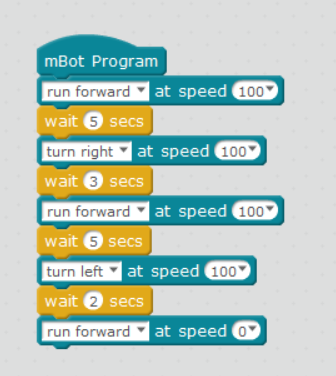 mBot Program
run forward at speed 100
wait 5 secs
turn right at speed 100
wait 3 secs
run forward at speed 100
wait 5 secs
turn left at speed 100
wait 2 secs
run forward at speed 0